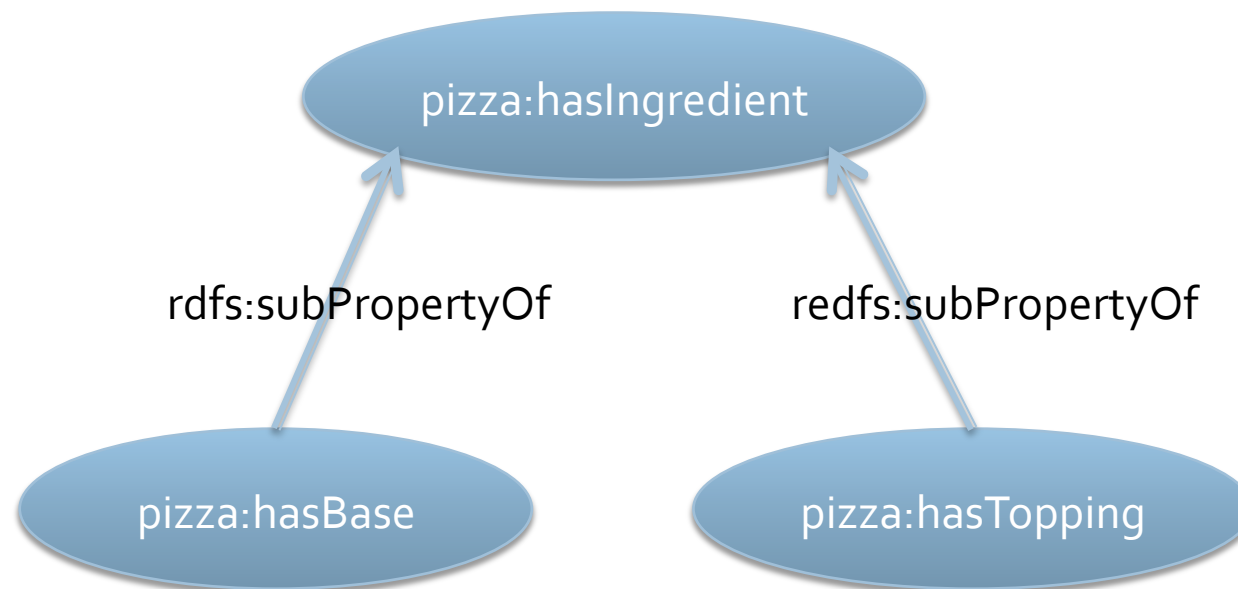 pizza:hasIngredient
rdfs:subPropertyOf
redfs:subPropertyOf
pizza:hasBase
pizza:hasTopping